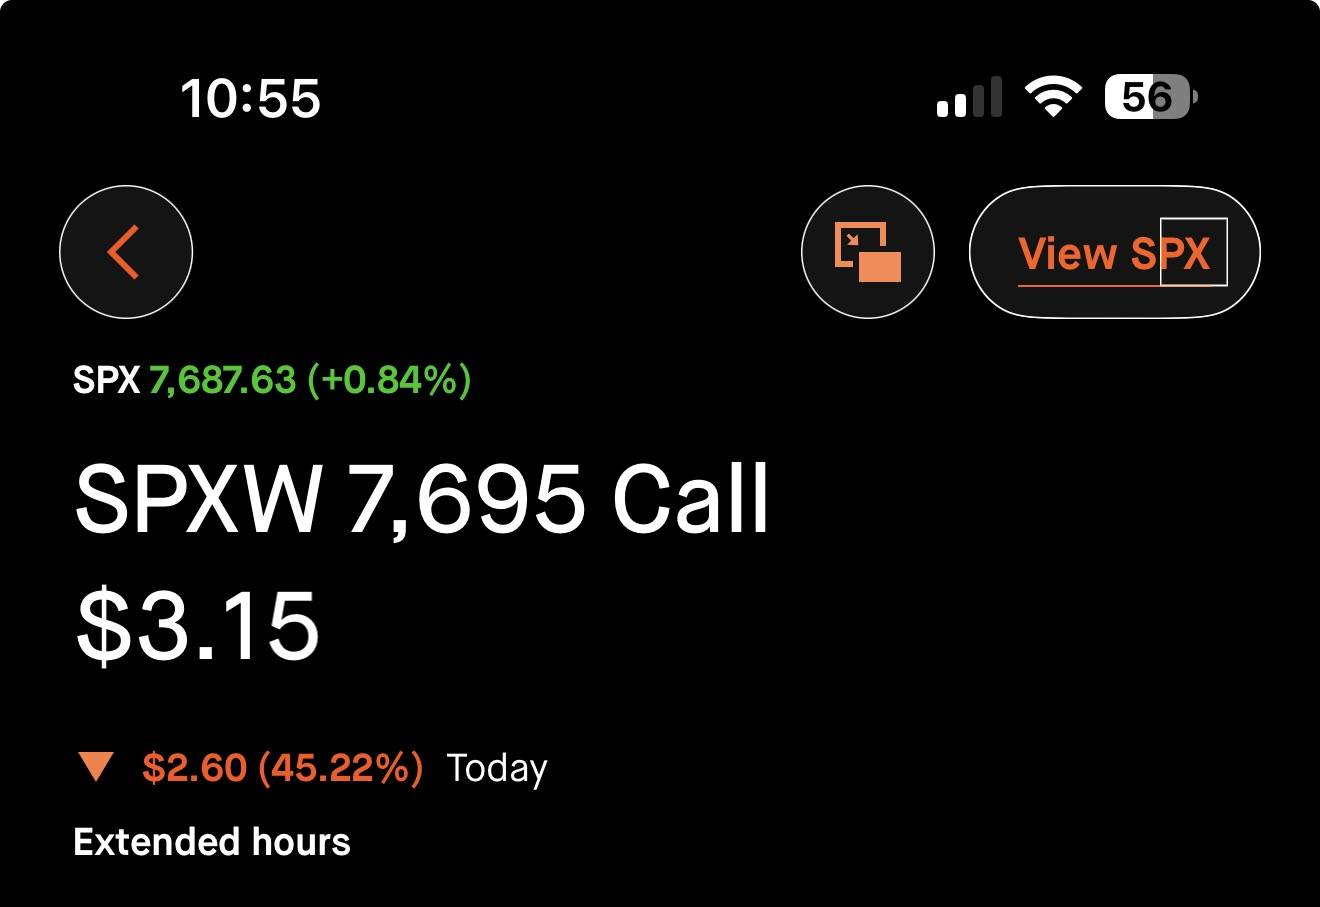 10:55 56
View SPX
SPX 7,687.63 (+0.84%)
SPXW 7,695 Call
$3.15
▼ $2.60 (45.22%) Today
Extended hours